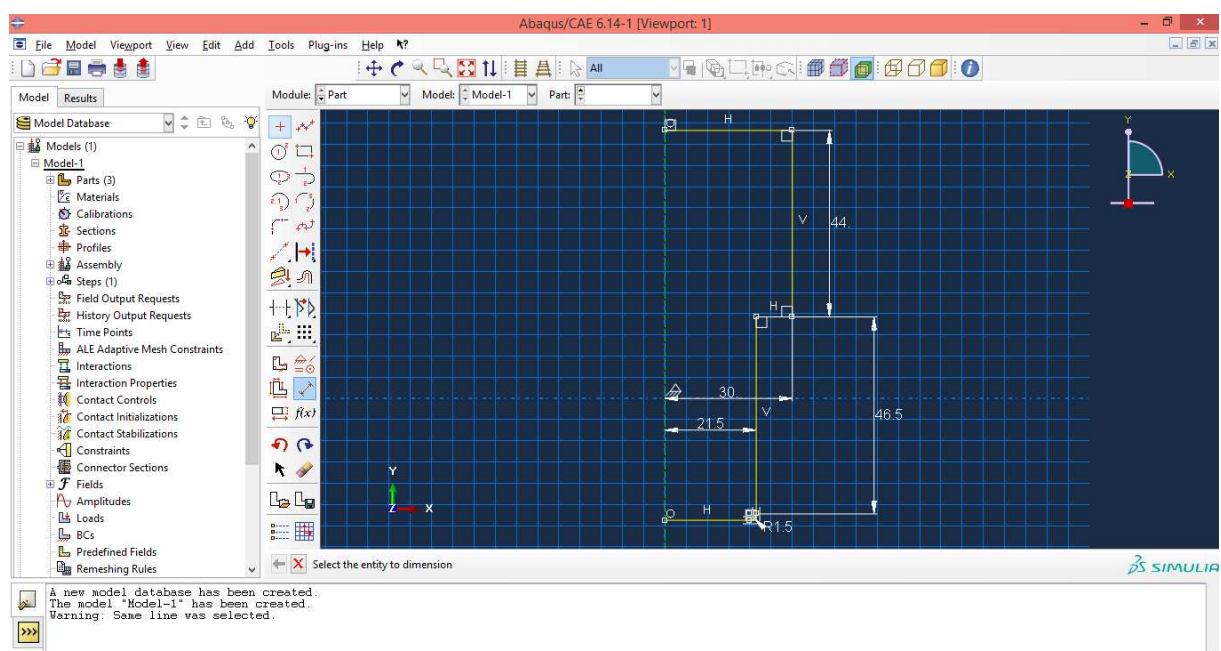 Abaqus/CAE 6.14-1 [Viewport: 1]
File Model Viewport View Edit Add Tools Plug-ins Help
All
Model Results
Module: Part Model: Model-1 Part:
Model Database
Models (1)
Model-1
Parts (3)
Materials
Calibrations
Sections
Profiles
Assembly
Steps (1)
Field Output Requests
History Output Requests
Time Points
ALE Adaptive Mesh Constraints
Interactions
Interaction Properties
Contact Controls
Contact Initializations
Contact Stabilizations
Constraints
Connector Sections
Fields
Amplitudes
Loads
BCs
Predefined Fields
Remeshing Rules
f(x)
H
V
44.
H
30
V
46.5
21.5
H
R1.5
Y
Z X
Y
Z X
Select the entity to dimension
SIMULIA
A new model database has been created.
The model "Model-1" has been created.
Warning: Same line was selected.
>>>